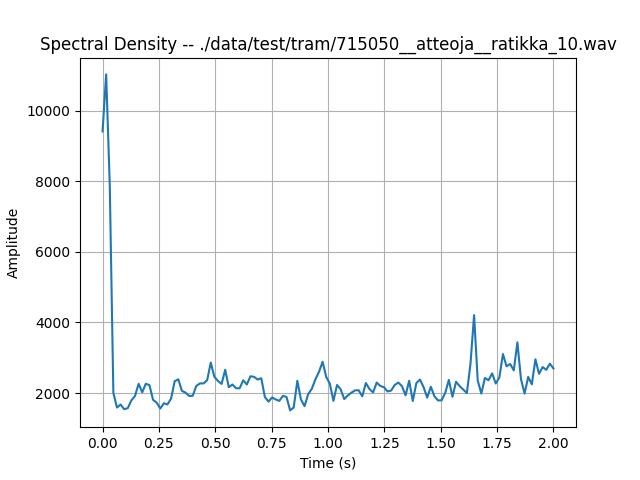 Spectral Density -- ./data/test/tram/715050__atteoja__ratikka_10.wav
10000
8000
6000
4000
2000
Amplitude
0.00 0.25 0.50 0.75 1.00 1.25 1.50 1.75 2.00
Time (s)